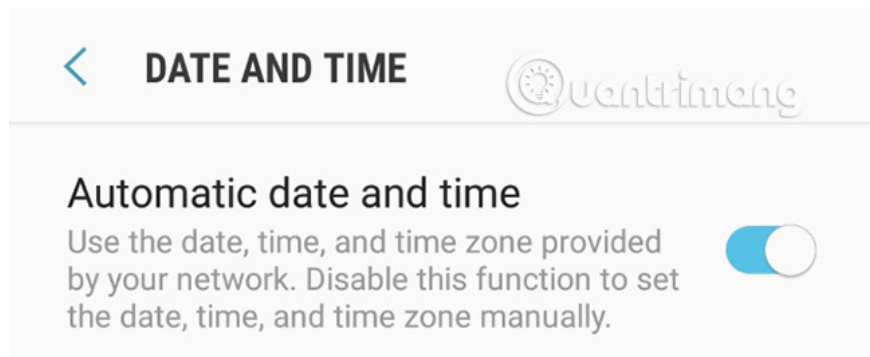 DATE AND TIME
Quantrimang
Automatic date and time
Use the date, time, and time zone provided
by your network. Disable this function to set
the date, time, and time zone manually.